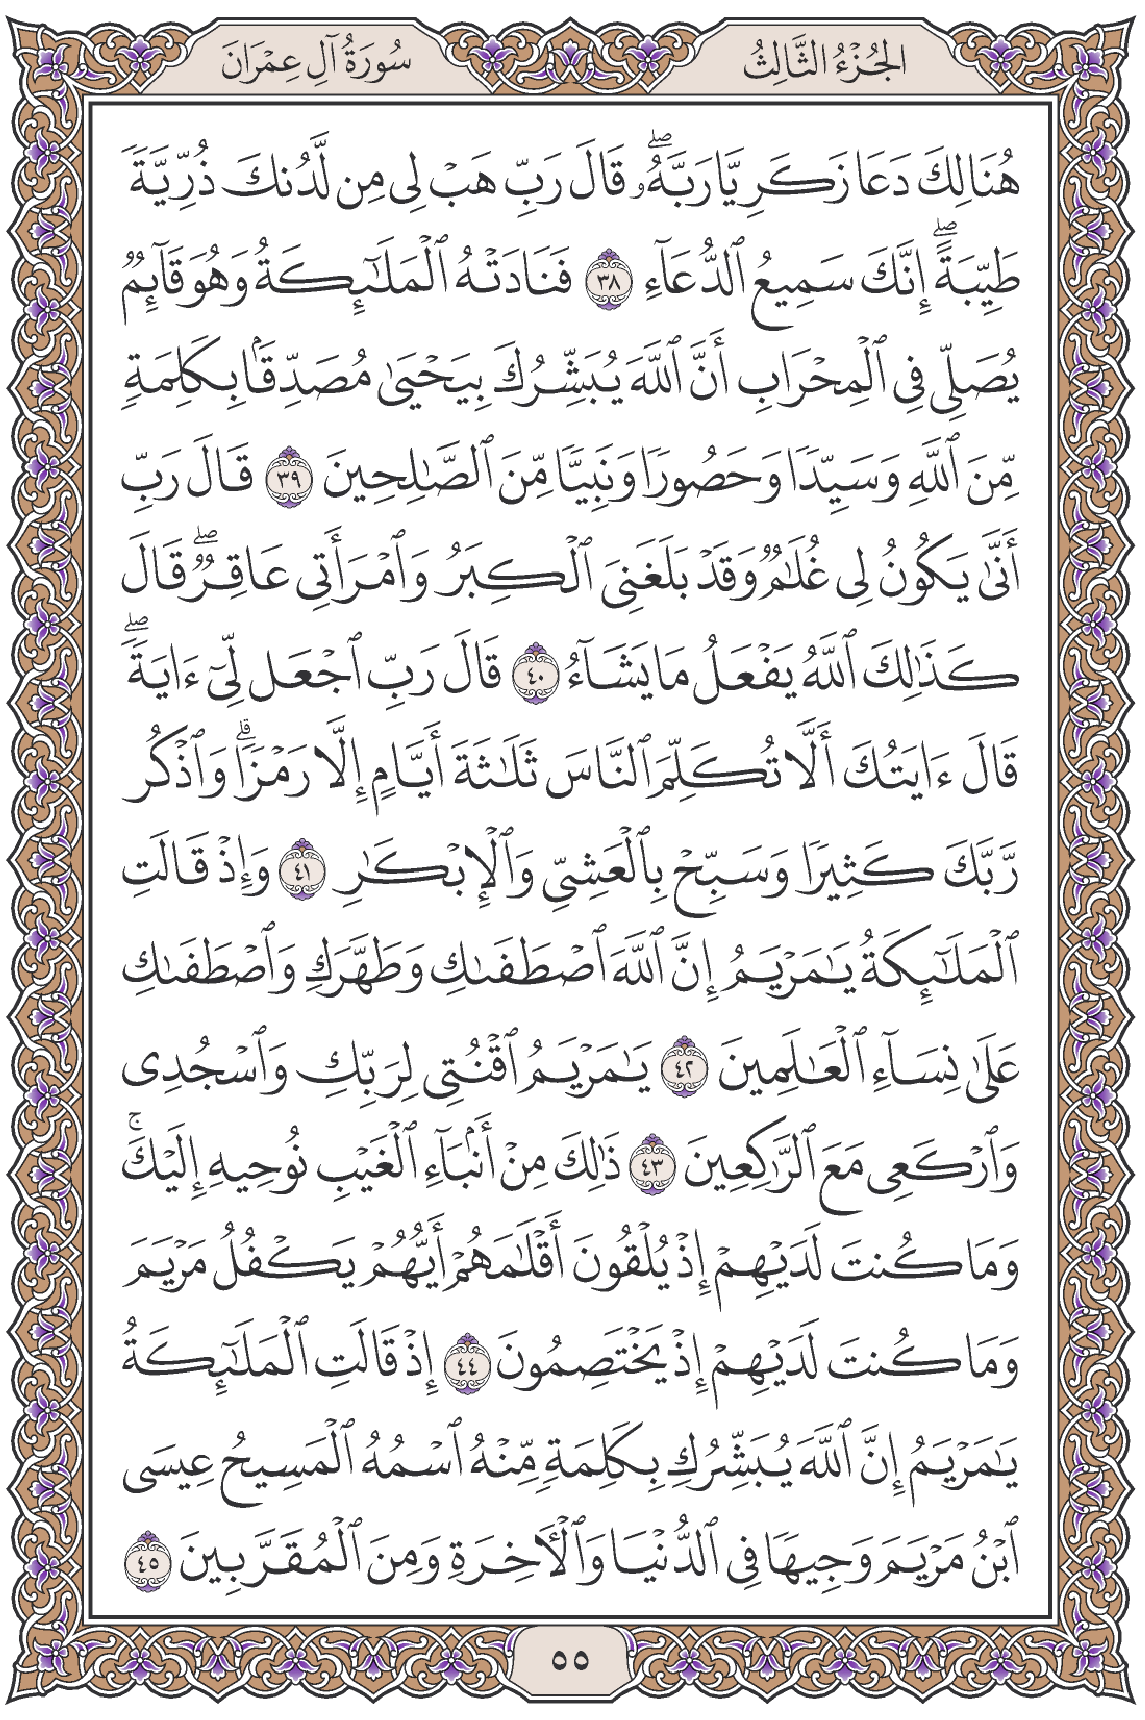 الجُزْءُ الثَّالِثُ
سُورَةُ آلِ عِمْرَانَ
هُنَالِكَ دَعَا زَكَرِيَّا رَبَّهُۥۖ قَالَ رَبِّ هَبْ لِى مِن لَّدُنكَ ذُرِّيَّةً
طَيِّبَةًۖ إِنَّكَ سَمِيعُ ٱلدُّعَآءِ ٣٨ فَنَادَتْهُ ٱلْمَلَـٰٓئِكَةُ وَهُوَ قَآئِمٌ
يُصَلِّى فِى ٱلْمِحْرَابِ أَنَّ ٱللَّهَ يُبَشِّرُكَ بِيَحْيَىٰ مُصَدِّقًۢا بِكَلِمَةٍ
مِّنَ ٱللَّهِ وَسَيِّدًا وَحَصُورًا وَنَبِيًّا مِّنَ ٱلصَّـٰلِحِينَ ٣٩ قَالَ رَبِّ
أَنَّىٰ يَكُونُ لِى غُلَـٰمٌ وَقَدْ بَلَغَنِىَ ٱلْكِبَرُ وَٱمْرَأَتِى عَاقِرٌۖ قَالَ
كَذَٰلِكَ ٱللَّهُ يَفْعَلُ مَا يَشَآءُ ٤٠ قَالَ رَبِّ ٱجْعَل لِّىٓ ءَايَةًۖ
قَالَ ءَايَتُكَ أَلَّا تُكَلِّمَ ٱلنَّاسَ ثَلَـٰثَةَ أَيَّامٍ إِلَّا رَمْزًاۗ وَٱذْكُر
رَّبَّكَ كَثِيرًا وَسَبِّحْ بِٱلْعَشِىِّ وَٱلْإِبْكَـٰرِ ٤١ وَإِذْ قَالَتِ
ٱلْمَلَـٰٓئِكَةُ يَـٰمَرْيَمُ إِنَّ ٱللَّهَ ٱصْطَفَىٰكِ وَطَهَّرَكِ وَٱصْطَفَىٰكِ
عَلَىٰ نِسَآءِ ٱلْعَـٰلَمِينَ ٤٢ يَـٰمَرْيَمُ ٱقْنُتِى لِرَبِّكِ وَٱسْجُدِى
وَٱرْكَعِى مَعَ ٱلرَّٰكِعِينَ ٤٣ ذَٰلِكَ مِنْ أَنۢبَآءِ ٱلْغَيْبِ نُوحِيهِ إِلَيْكَۚ
وَمَا كُنتَ لَدَيْهِمْ إِذْ يُلْقُونَ أَقْلَـٰمَهُمْ أَيُّهُمْ يَكْفُلُ مَرْيَمَ
وَمَا كُنتَ لَدَيْهِمْ إِذْ يَخْتَصِمُونَ ٤٤ إِذْ قَالَتِ ٱلْمَلَـٰٓئِكَةُ
يَـٰمَرْيَمُ إِنَّ ٱللَّهَ يُبَشِّرُكِ بِكَلِمَةٍ مِّنْهُ ٱسْمُهُ ٱلْمَسِيحُ عِيسَى
ٱبْنُ مَرْيَمَ وَجِيهًا فِى ٱلدُّنْيَا وَٱلْـَٔاخِرَةِ وَمِنَ ٱلْمُقَرَّبِينَ ٤٥
٥٥